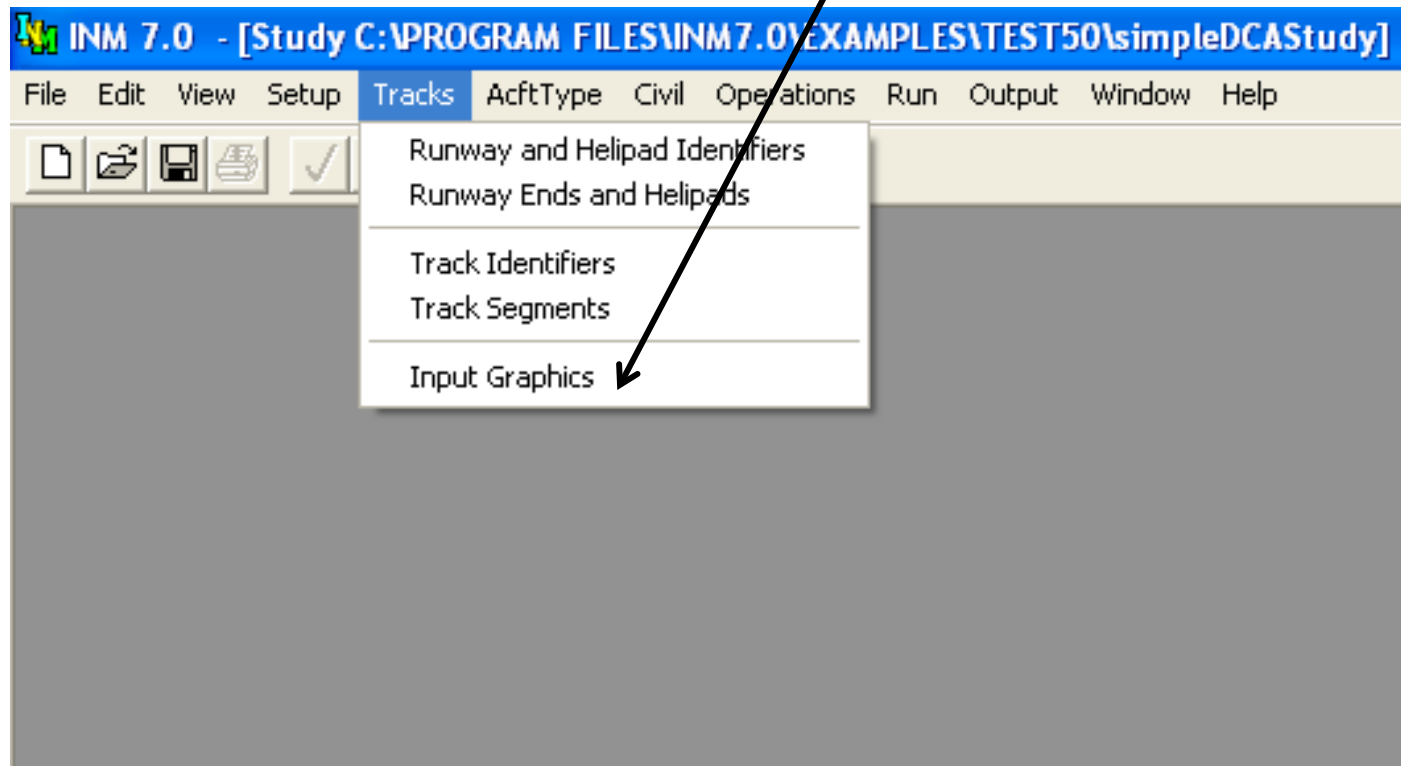 INM INM 7.0 - [Study C:\PROGRAM FILES\INM7.0\EXAMPLES\TEST50\simpleDCAStudy]
File Edit View Setup Tracks AcftType Civil Operations Run Output Window Help
Runway and Helipad Identifiers
Runway Ends and Helipads
Track Identifiers
Track Segments
Input Graphics